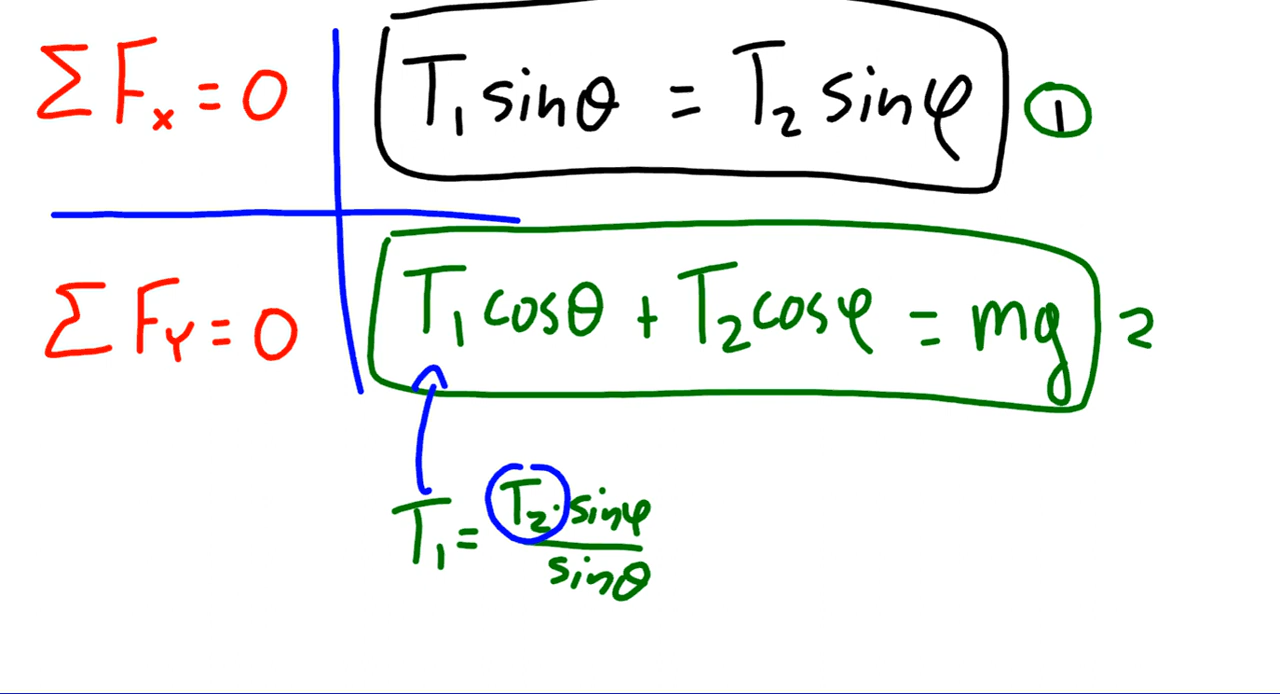 ΣFx = 0 T₁ sinθ = T₂ sinφ ①
ΣFY = 0 T₁ cosθ + T₂ cosφ = mg 2
T₁ = T₂ · sinφ / sinθ